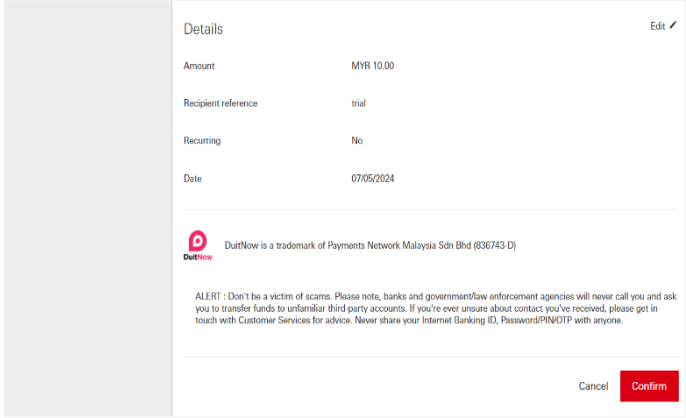 Details
Edit
Amount MYR 10.00
Recipient reference trial
Recurring No
Date 07/05/2024
DuitNow
DuitNow is a trademark of Payments Network Malaysia Sdn Bhd (836743-D)
ALERT : Don't be a victim of scams. Please note, banks and government/law enforcement agencies will never call you and ask
you to transfer funds to unfamiliar third-party accounts. If you're ever unsure about contact you've received, please get in
touch with Customer Services for advice. Never share your Internet Banking ID, Password/PIN/OTP with anyone.
Cancel Confirm